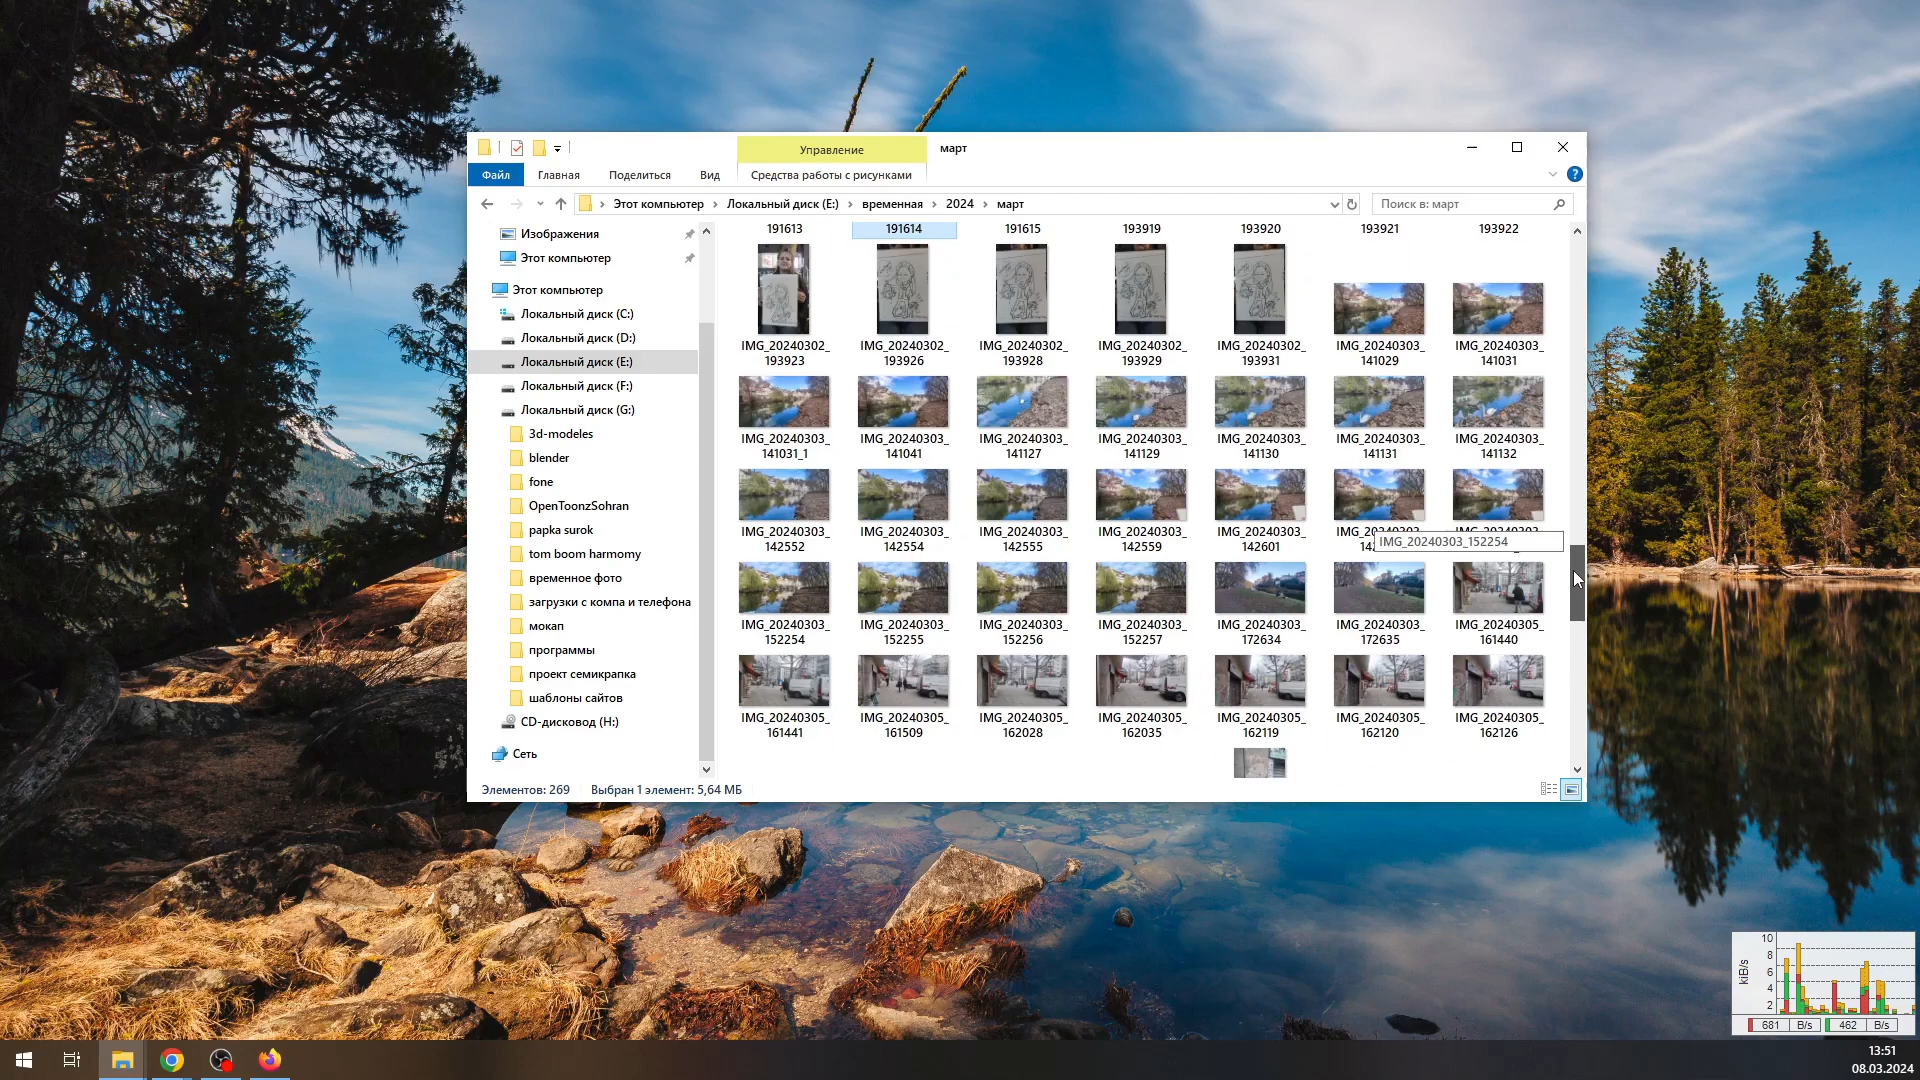 Управление
март
Файл
Главная
Поделиться
Вид
Средства работы с рисунками
Этот компьютер
Локальный диск (E:)
временная
2024
март
Поиск в: март
Изображения
Этот компьютер
Этот компьютер
Локальный диск (C:)
Локальный диск (D:)
Локальный диск (E:)
Локальный диск (F:)
Локальный диск (G:)
3d-modeles
blender
fone
OpenToonzSohran
papka surok
tom boom harmomy
временное фото
загрузки с компа и телефона
мокап
программы
проект семикрапка
шаблоны сайтов
CD-дисковод (H:)
Сеть
191613 191614 191615 193919 193920 193921 193922
IMG_20240302_ IMG_20240302_ IMG_20240302_ IMG_20240302_ IMG_20240302_ IMG_20240303_ IMG_20240303_
193923 193926 193928 193929 193931 141029 141031
IMG_20240303_ IMG_20240303_ IMG_20240303_ IMG_20240303_ IMG_20240303_ IMG_20240303_ IMG_20240303_
141031_1 141041 141127 141129 141130 141131 141132
IMG_20240303_ IMG_20240303_ IMG_20240303_ IMG_20240303_ IMG_20240303_
142552 142554 142555 142559 142601
IMG_20240303_152254
IMG_20240303_ IMG_20240303_ IMG_20240303_ IMG_20240303_ IMG_20240303_ IMG_20240303_ IMG_20240305_
152254 152255 152256 152257 172634 172635 161440
IMG_20240305_ IMG_20240305_ IMG_20240305_ IMG_20240305_ IMG_20240305_ IMG_20240305_ IMG_20240305_
161441 161509 162028 162035 162119 162120 162126
Элементов: 269
Выбран 1 элемент: 5,64 МБ
10
8
6
4
2
kiB/s
681 B/s 462 B/s
13:51
08.03.2024